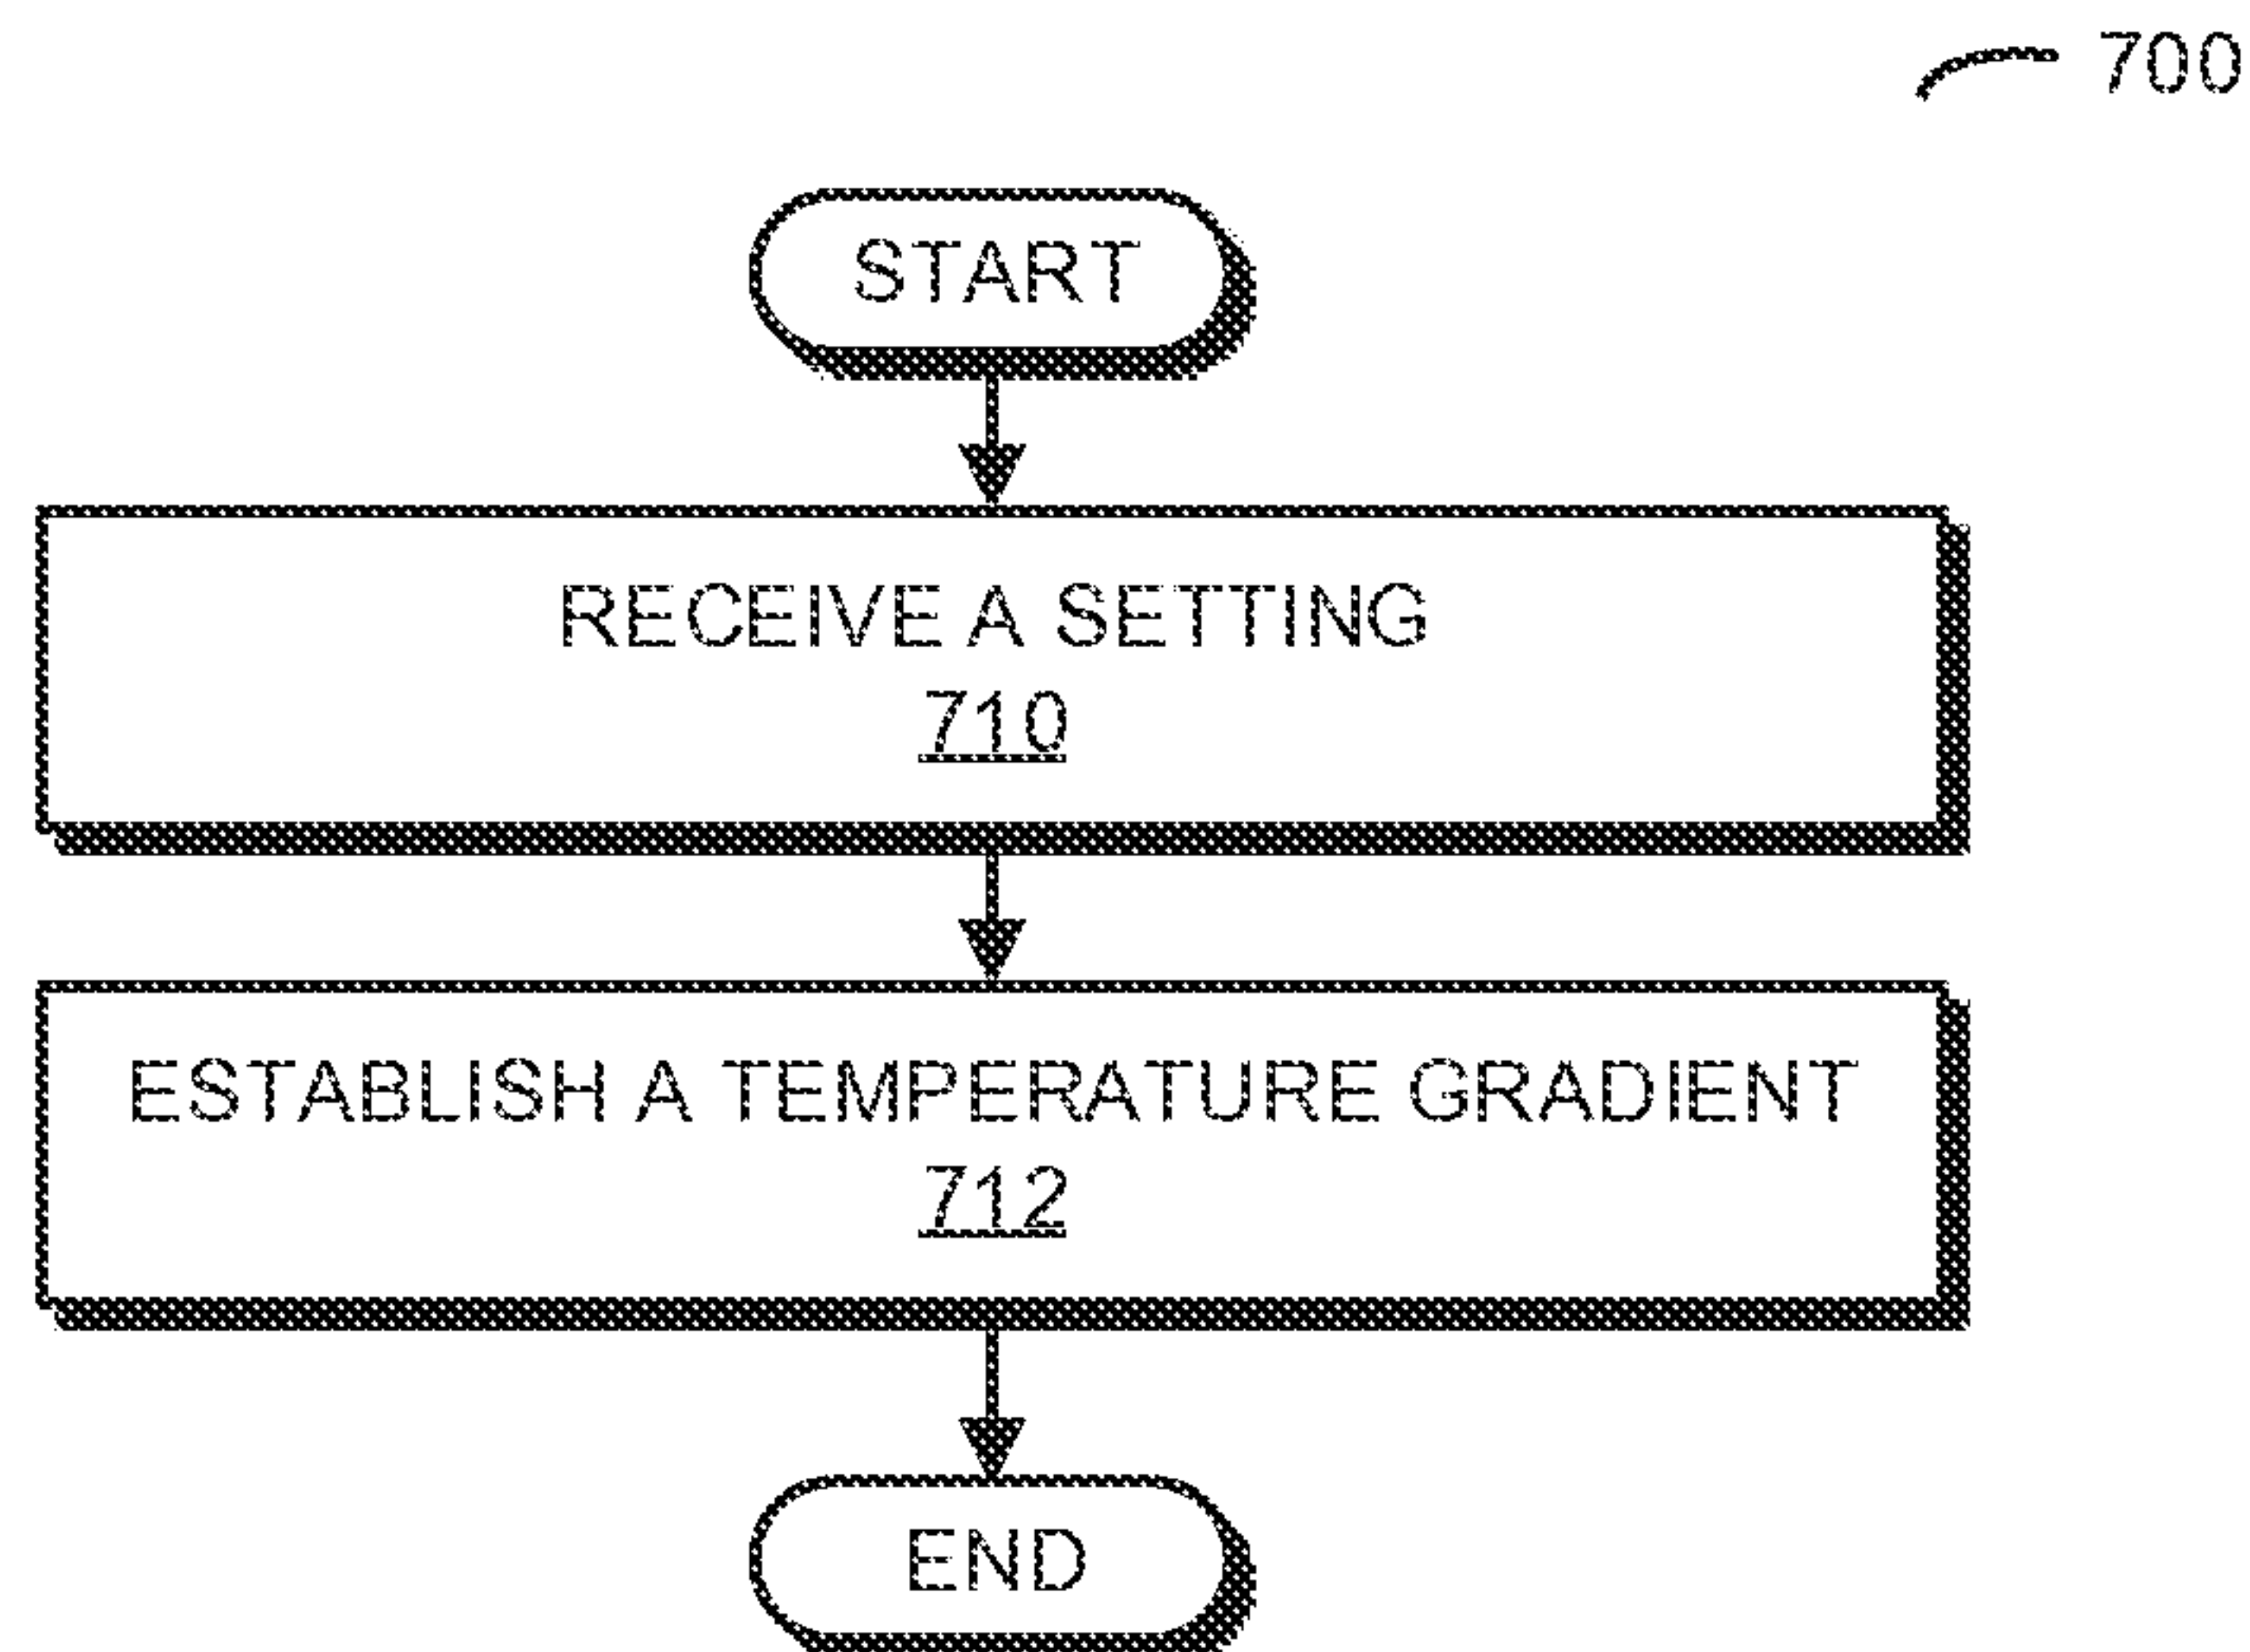 700
START
RECEIVE A SETTING
710
ESTABLISH A TEMPERATURE GRADIENT
712
END